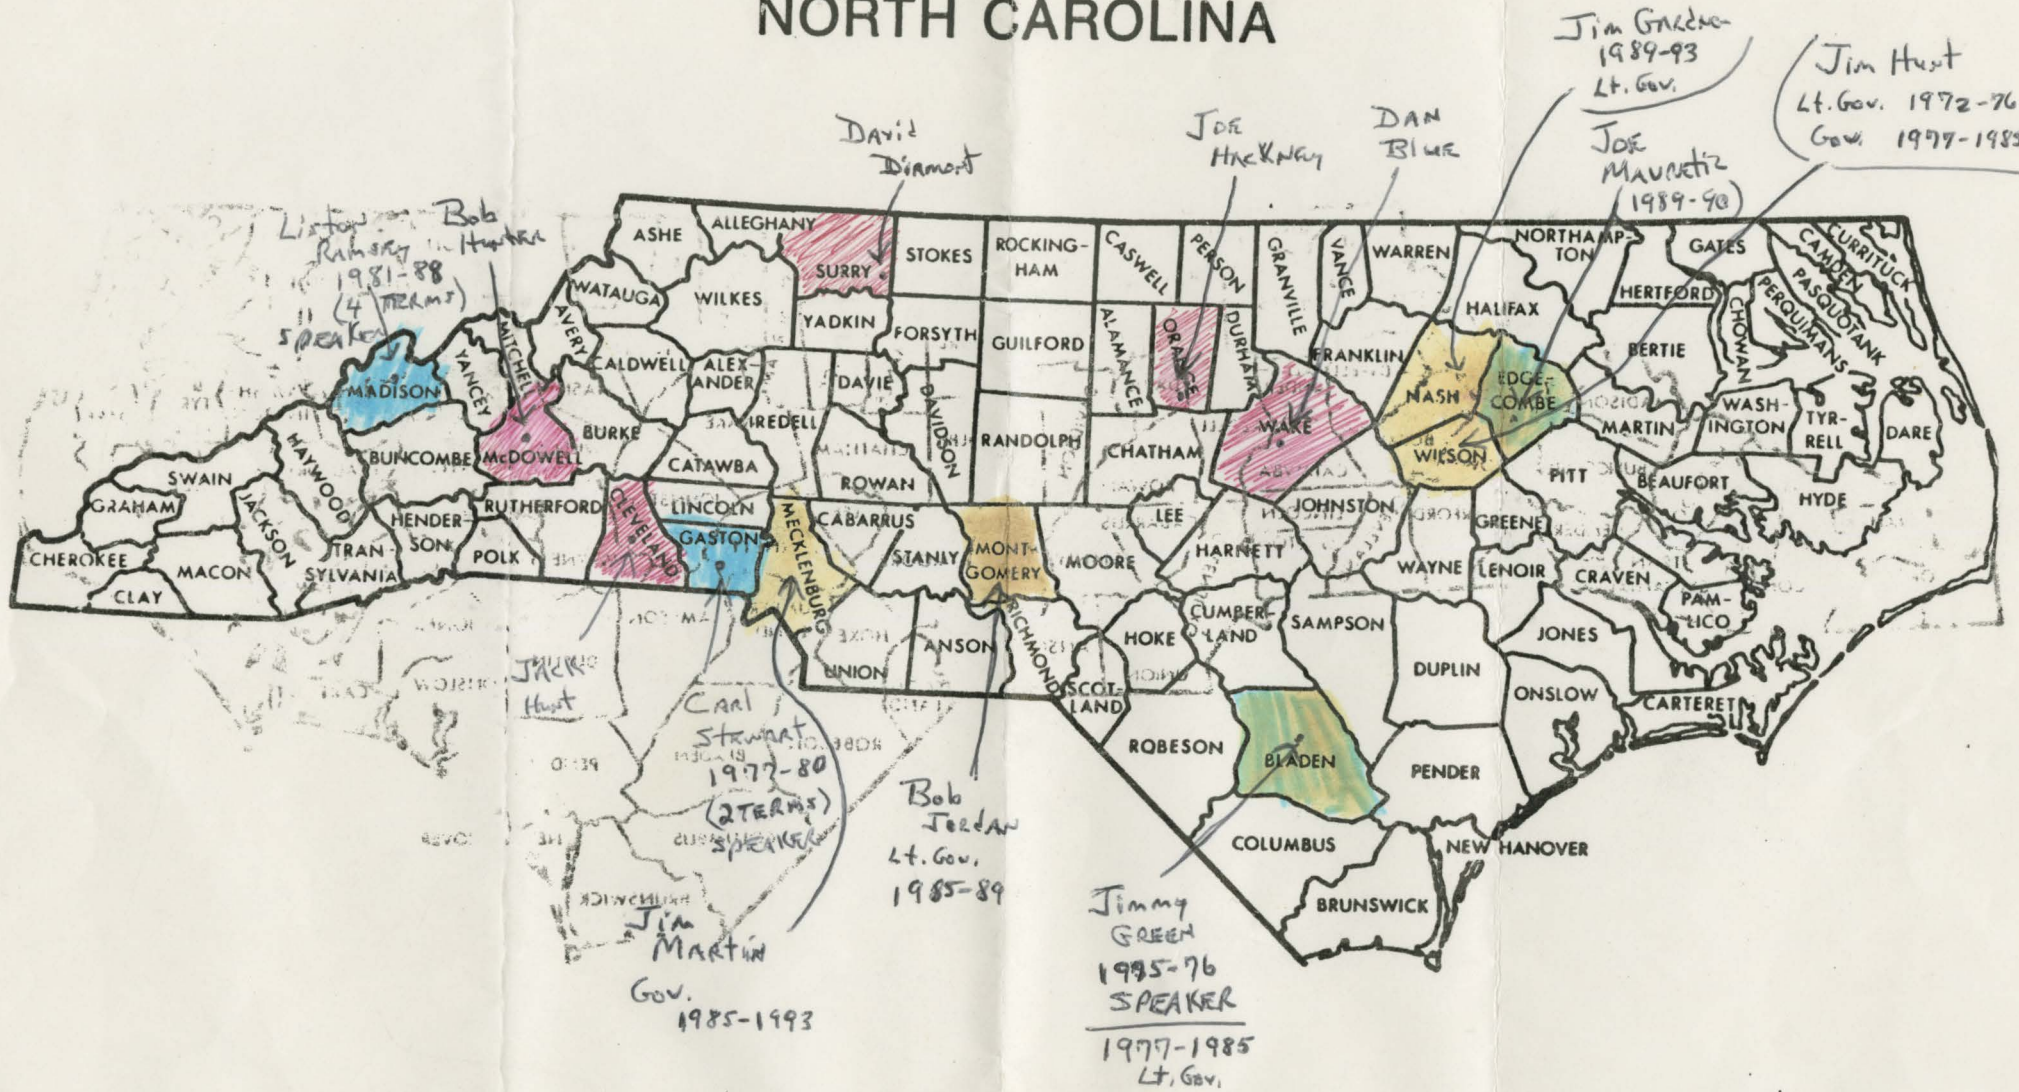 NORTH CAROLINA
Jim Gardner
1989-93
Lt. Gov.
Jim Hunt
Lt. Gov. 1972-76
Gov. 1977-1985
David
Diamont
JOE
HACKNEY
DAN
BLUE
JOE
MAVRETIC
(1989-90)
Liston
Ramsey
1981-88
(4 TERMS)
SPEAKER
Bob
Hunter
ASHE
ALLEGHANY
SURRY
STOKES
ROCKING-
HAM
CASWELL
PERSON
GRANVILLE
VANCE
WARREN
NORTHAMP-
TON
GATES
CURRITUCK
CAMDEN
PASQUOTANK
PERQUIMANS
CHOWAN
HERTFORD
HALIFAX
BERTIE
WATAUGA
WILKES
YADKIN
FORSYTH
GUILFORD
ALAMANCE
ORANGE
DURHAM
FRANKLIN
NASH
EDGE-
COMBE
MARTIN
WASH-
INGTON
TYR-
RELL
DARE
MADISON
YANCEY
MITCHELL
AVERY
CALDWELL
ALEX-
ANDER
IREDELL
DAVIE
DAVIDSON
RANDOLPH
CHATHAM
WAKE
WILSON
PITT
BEAUFORT
HYDE
SWAIN
HAYWOOD
BUNCOMBE
McDOWELL
BURKE
CATAWBA
ROWAN
GRAHAM
JACKSON
HENDER-
SON
RUTHERFORD
CLEVELAND
LINCOLN
GASTON
MECKLENBURG
CABARRUS
STANLY
MONT-
GOMERY
MOORE
LEE
HARNETT
JOHNSTON
GREENE
WAYNE
LENOIR
CRAVEN
PAM-
LICO
CHEROKEE
CLAY
MACON
TRAN
SYLVANIA
POLK
UNION
ANSON
RICHMOND
SCOT-
LAND
HOKE
CUMBER-
LAND
SAMPSON
DUPLIN
JONES
ONSLOW
CARTERET
ROBESON
BLADEN
PENDER
COLUMBUS
NEW HANOVER
BRUNSWICK
JACK
Hunt
Carl
Stewart
1977-80
(2 TERMS)
SPEAKER
Jim
MARTIN
Gov.
1985-1993
Bob
JORDAN
Lt. Gov.
1985-89
Jimmy
GREEN
1975-76
SPEAKER
1977-1985
Lt. Gov.